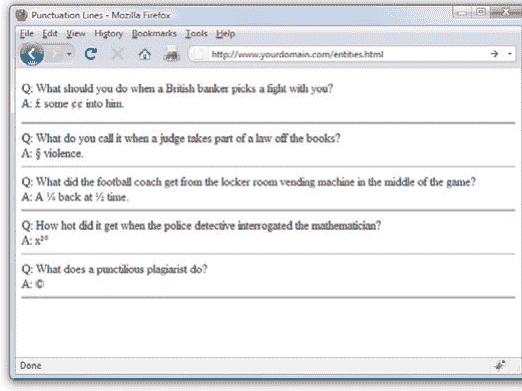 Punctuation Lines - Mozilla Firefox
File Edit View History Bookmarks Tools Help
http://www.yourdomain.com/entities.html
Q: What should you do when a British banker picks a fight with you?
A: £ some ¢¢ into him.
Q: What do you call it when a judge takes part of a law off the books?
A: § violence.
Q: What did the football coach get from the locker room vending machine in the middle of the game?
A: A ¼ back at ½ time.
Q: How hot did it get when the police detective interrogated the mathematician?
A: x³°
Q: What does a punctilious plagiarist do?
A: ©
Done